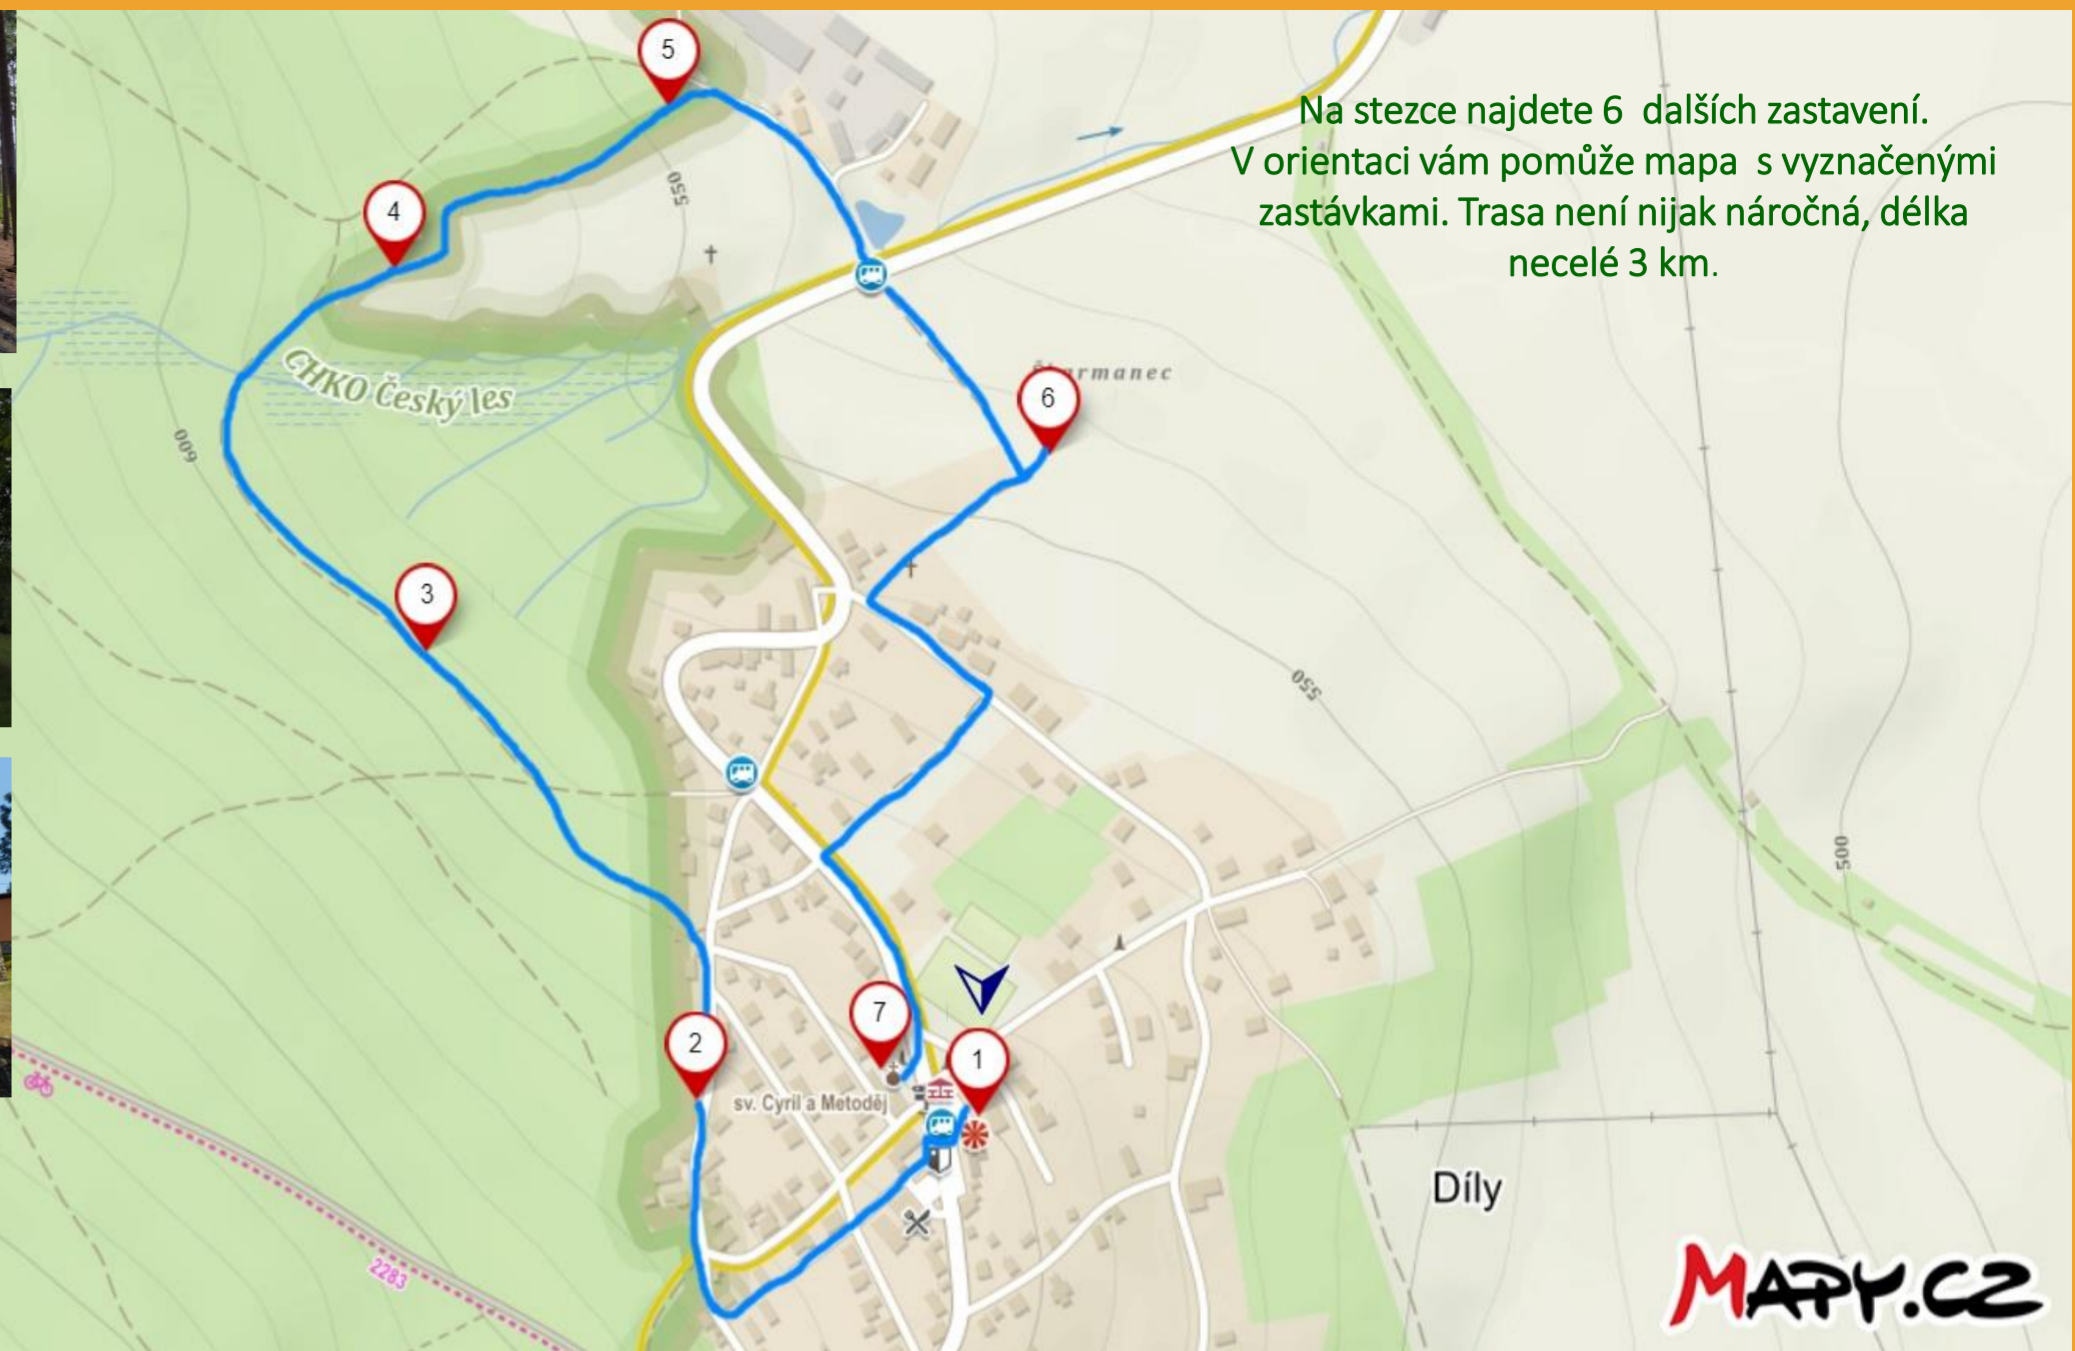 5
Na stezce najdete 6 dalších zastavení.
V orientaci vám pomůže mapa s vyznačenými
zastávkami. Trasa není nijak náročná, délka
necelé 3 km.
4
550
CHKO Český les
6
600
3
550
500
7
2
1
sv. Cyril a Metoděj
Díly
2283
MAPY.CZ